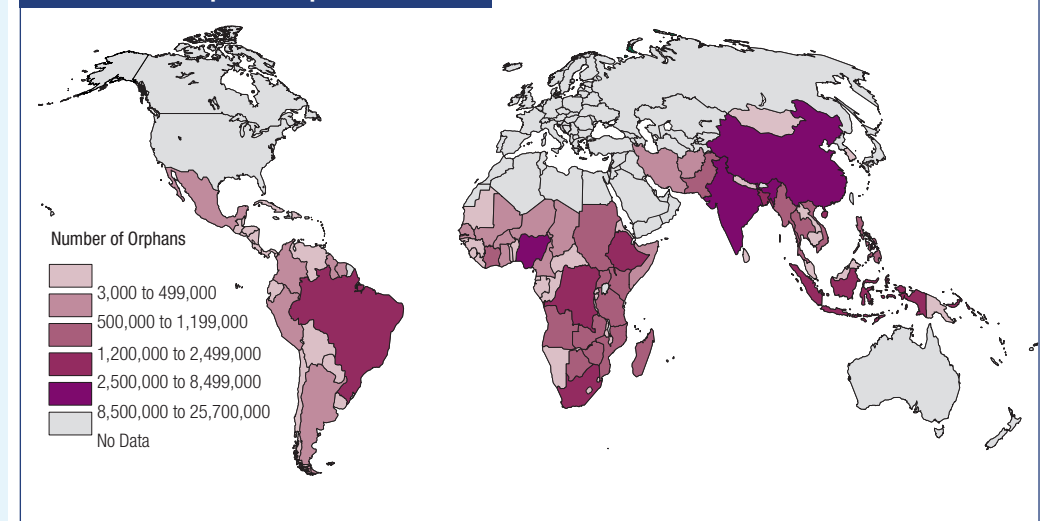 Number of Orphans
3,000 to 499,000
500,000 to 1,199,000
1,200,000 to 2,499,000
2,500,000 to 8,499,000
8,500,000 to 25,700,000
No Data